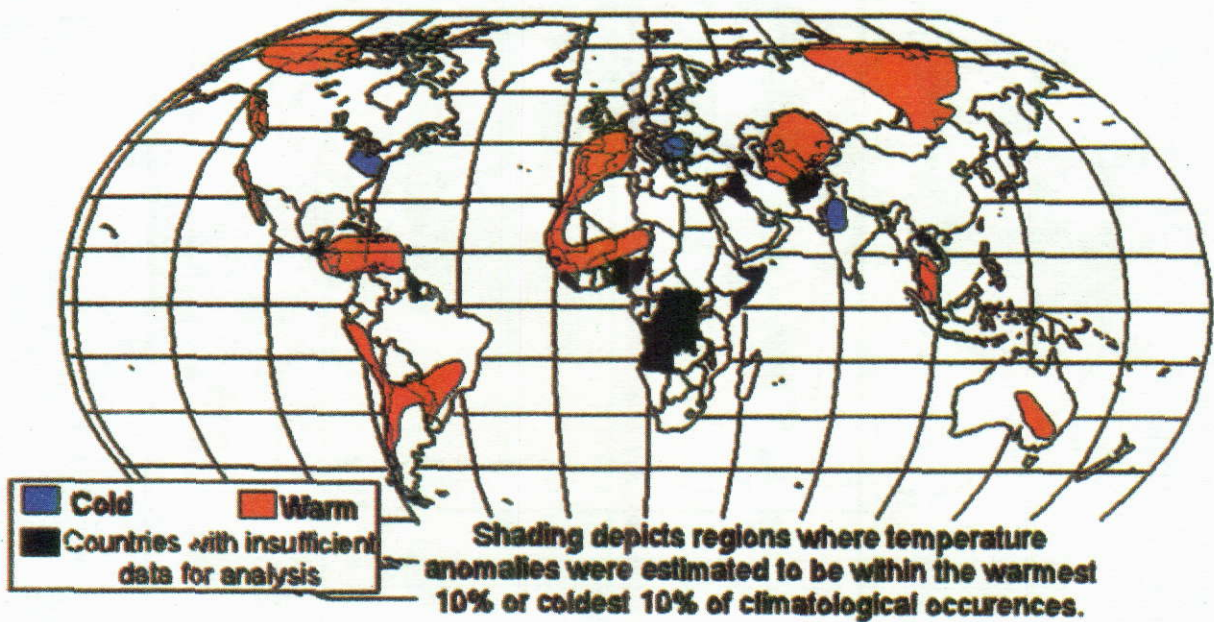 Cold
Warm
Countries with insufficient
data for analysis
Shading depicts regions where temperature
anomalies were estimated to be within the warmest
10% or coldest 10% of climatological occurences.